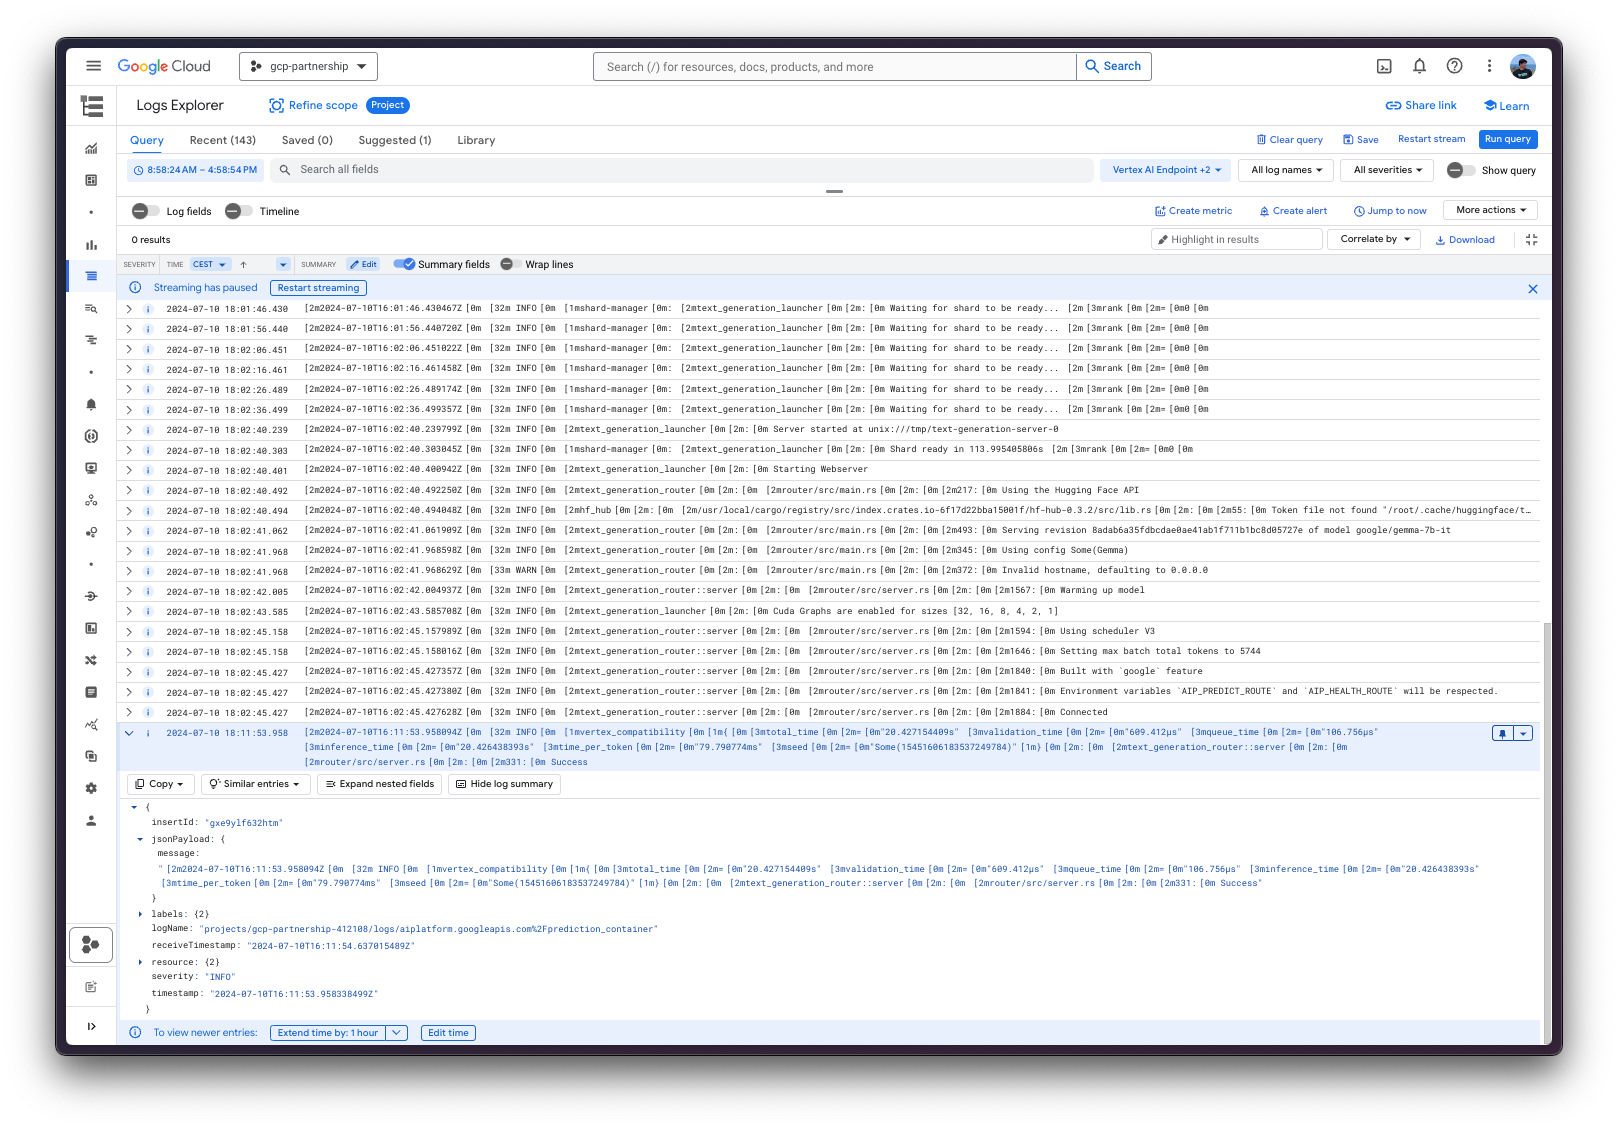 Google Cloud
gcp-partnership
Search (/) for resources, docs, products, and more
Search
Logs Explorer
Refine scope
Project
Share link
Learn
Query
Recent (143)
Saved (0)
Suggested (1)
Library
Clear query
Save
Restart stream
Run query
8:58:24 AM – 4:58:54 PM
Search all fields
Vertex AI Endpoint +2
All log names
All severities
Show query
Log fields
Timeline
Create metric
Create alert
Jump to now
More actions
0 results
Highlight in results
Correlate by
Download
SEVERITY
TIME
CEST
SUMMARY
Edit
Summary fields
Wrap lines
Streaming has paused
Restart streaming
2024-07-10 18:01:46.430 [2m2024-07-10T16:01:46.430467Z [0m [32m INFO [0m [1mshard-manager [0m: [2mtext_generation_launcher [0m [2m: [0m Waiting for shard to be ready... [2m [3mrank [0m [2m= [0m0 [0m
2024-07-10 18:01:56.440 [2m2024-07-10T16:01:56.440720Z [0m [32m INFO [0m [1mshard-manager [0m: [2mtext_generation_launcher [0m [2m: [0m Waiting for shard to be ready... [2m [3mrank [0m [2m= [0m0 [0m
2024-07-10 18:02:06.451 [2m2024-07-10T16:02:06.451022Z [0m [32m INFO [0m [1mshard-manager [0m: [2mtext_generation_launcher [0m [2m: [0m Waiting for shard to be ready... [2m [3mrank [0m [2m= [0m0 [0m
2024-07-10 18:02:16.461 [2m2024-07-10T16:02:16.461458Z [0m [32m INFO [0m [1mshard-manager [0m: [2mtext_generation_launcher [0m [2m: [0m Waiting for shard to be ready... [2m [3mrank [0m [2m= [0m0 [0m
2024-07-10 18:02:26.489 [2m2024-07-10T16:02:26.489174Z [0m [32m INFO [0m [1mshard-manager [0m: [2mtext_generation_launcher [0m [2m: [0m Waiting for shard to be ready... [2m [3mrank [0m [2m= [0m0 [0m
2024-07-10 18:02:36.499 [2m2024-07-10T16:02:36.499357Z [0m [32m INFO [0m [1mshard-manager [0m: [2mtext_generation_launcher [0m [2m: [0m Waiting for shard to be ready... [2m [3mrank [0m [2m= [0m0 [0m
2024-07-10 18:02:40.239 [2m2024-07-10T16:02:40.239799Z [0m [32m INFO [0m [2mtext_generation_launcher [0m [2m: [0m Server started at unix:///tmp/text-generation-server-0
2024-07-10 18:02:40.303 [2m2024-07-10T16:02:40.303045Z [0m [32m INFO [0m [1mshard-manager [0m: [2mtext_generation_launcher [0m [2m: [0m Shard ready in 113.995405806s [2m [3mrank [0m [2m= [0m0 [0m
2024-07-10 18:02:40.401 [2m2024-07-10T16:02:40.400942Z [0m [32m INFO [0m [2mtext_generation_launcher [0m [2m: [0m Starting Webserver
2024-07-10 18:02:40.492 [2m2024-07-10T16:02:40.492250Z [0m [32m INFO [0m [2mtext_generation_router [0m [2m: [0m [2mrouter/src/main.rs [0m [2m: [0m [2m217: [0m Using the Hugging Face API
2024-07-10 18:02:40.494 [2m2024-07-10T16:02:40.494048Z [0m [32m INFO [0m [2mhf_hub [0m [2m: [0m [2m/usr/local/cargo/registry/src/index.crates.io-6f17d22bba15001f/hf-hub-0.3.2/src/lib.rs [0m [2m: [0m [2m55: [0m Token file not found "/root/.cache/huggingface/t...
2024-07-10 18:02:41.062 [2m2024-07-10T16:02:41.061909Z [0m [32m INFO [0m [2mtext_generation_router [0m [2m: [0m [2mrouter/src/main.rs [0m [2m: [0m [2m493: [0m Serving revision 8adab6a35fdbcdae0ae41ab1f711b1bc8d05727e of model google/gemma-7b-it
2024-07-10 18:02:41.968 [2m2024-07-10T16:02:41.968598Z [0m [32m INFO [0m [2mtext_generation_router [0m [2m: [0m [2mrouter/src/main.rs [0m [2m: [0m [2m345: [0m Using config Some(Gemma)
2024-07-10 18:02:41.968 [2m2024-07-10T16:02:41.968629Z [0m [33m WARN [0m [2mtext_generation_router [0m [2m: [0m [2mrouter/src/main.rs [0m [2m: [0m [2m372: [0m Invalid hostname, defaulting to 0.0.0.0
2024-07-10 18:02:42.005 [2m2024-07-10T16:02:42.004937Z [0m [32m INFO [0m [2mtext_generation_router::server [0m [2m: [0m [2mrouter/src/server.rs [0m [2m: [0m [2m1567: [0m Warming up model
2024-07-10 18:02:43.585 [2m2024-07-10T16:02:43.585708Z [0m [32m INFO [0m [2mtext_generation_launcher [0m [2m: [0m Cuda Graphs are enabled for sizes [32, 16, 8, 4, 2, 1]
2024-07-10 18:02:45.158 [2m2024-07-10T16:02:45.157989Z [0m [32m INFO [0m [2mtext_generation_router::server [0m [2m: [0m [2mrouter/src/server.rs [0m [2m: [0m [2m1594: [0m Using scheduler V3
2024-07-10 18:02:45.158 [2m2024-07-10T16:02:45.158016Z [0m [32m INFO [0m [2mtext_generation_router::server [0m [2m: [0m [2mrouter/src/server.rs [0m [2m: [0m [2m1646: [0m Setting max batch total tokens to 5744
2024-07-10 18:02:45.427 [2m2024-07-10T16:02:45.427357Z [0m [32m INFO [0m [2mtext_generation_router::server [0m [2m: [0m [2mrouter/src/server.rs [0m [2m: [0m [2m1840: [0m Built with `google` feature
2024-07-10 18:02:45.427 [2m2024-07-10T16:02:45.427380Z [0m [32m INFO [0m [2mtext_generation_router::server [0m [2m: [0m [2mrouter/src/server.rs [0m [2m: [0m [2m1841: [0m Environment variables `AIP_PREDICT_ROUTE` and `AIP_HEALTH_ROUTE` will be respected.
2024-07-10 18:02:45.427 [2m2024-07-10T16:02:45.427628Z [0m [32m INFO [0m [2mtext_generation_router::server [0m [2m: [0m [2mrouter/src/server.rs [0m [2m: [0m [2m1884: [0m Connected
2024-07-10 18:11:53.958 [2m2024-07-10T16:11:53.958094Z [0m [32m INFO [0m [1mvertex_compatibility [0m [1m{ [0m [3mtotal_time [0m [2m= [0m"20.427154409s" [3mvalidation_time [0m [2m= [0m"609.412µs" [3mqueue_time [0m [2m= [0m"106.756µs"
[3minference_time [0m [2m= [0m"20.426438393s" [3mtime_per_token [0m [2m= [0m"79.790774ms" [3mseed [0m [2m= [0m"Some(15451606183537249784)" [1m} [0m [2m: [0m [2mtext_generation_router::server [0m [2m: [0m
[2mrouter/src/server.rs [0m [2m: [0m [2m331: [0m Success
Copy
Similar entries
Expand nested fields
Hide log summary
{
insertId: "gxe9ylf632htm"
jsonPayload: {
message:
" [2m2024-07-10T16:11:53.958094Z [0m [32m INFO [0m [1mvertex_compatibility [0m [1m{ [0m [3mtotal_time [0m [2m= [0m"20.427154409s" [3mvalidation_time [0m [2m= [0m"609.412µs" [3mqueue_time [0m [2m= [0m"106.756µs" [3minference_time [0m [2m= [0m"20.426438393s"
[3mtime_per_token [0m [2m= [0m"79.790774ms" [3mseed [0m [2m= [0m"Some(15451606183537249784)" [1m} [0m [2m: [0m [2mtext_generation_router::server [0m [2m: [0m [2mrouter/src/server.rs [0m [2m: [0m [2m331: [0m Success"
}
labels: {2}
logName: "projects/gcp-partnership-412108/logs/aiplatform.googleapis.com%2Fprediction_container"
receiveTimestamp: "2024-07-10T16:11:54.637015489Z"
resource: {2}
severity: "INFO"
timestamp: "2024-07-10T16:11:53.958338499Z"
}
To view newer entries:
Extend time by: 1 hour
Edit time